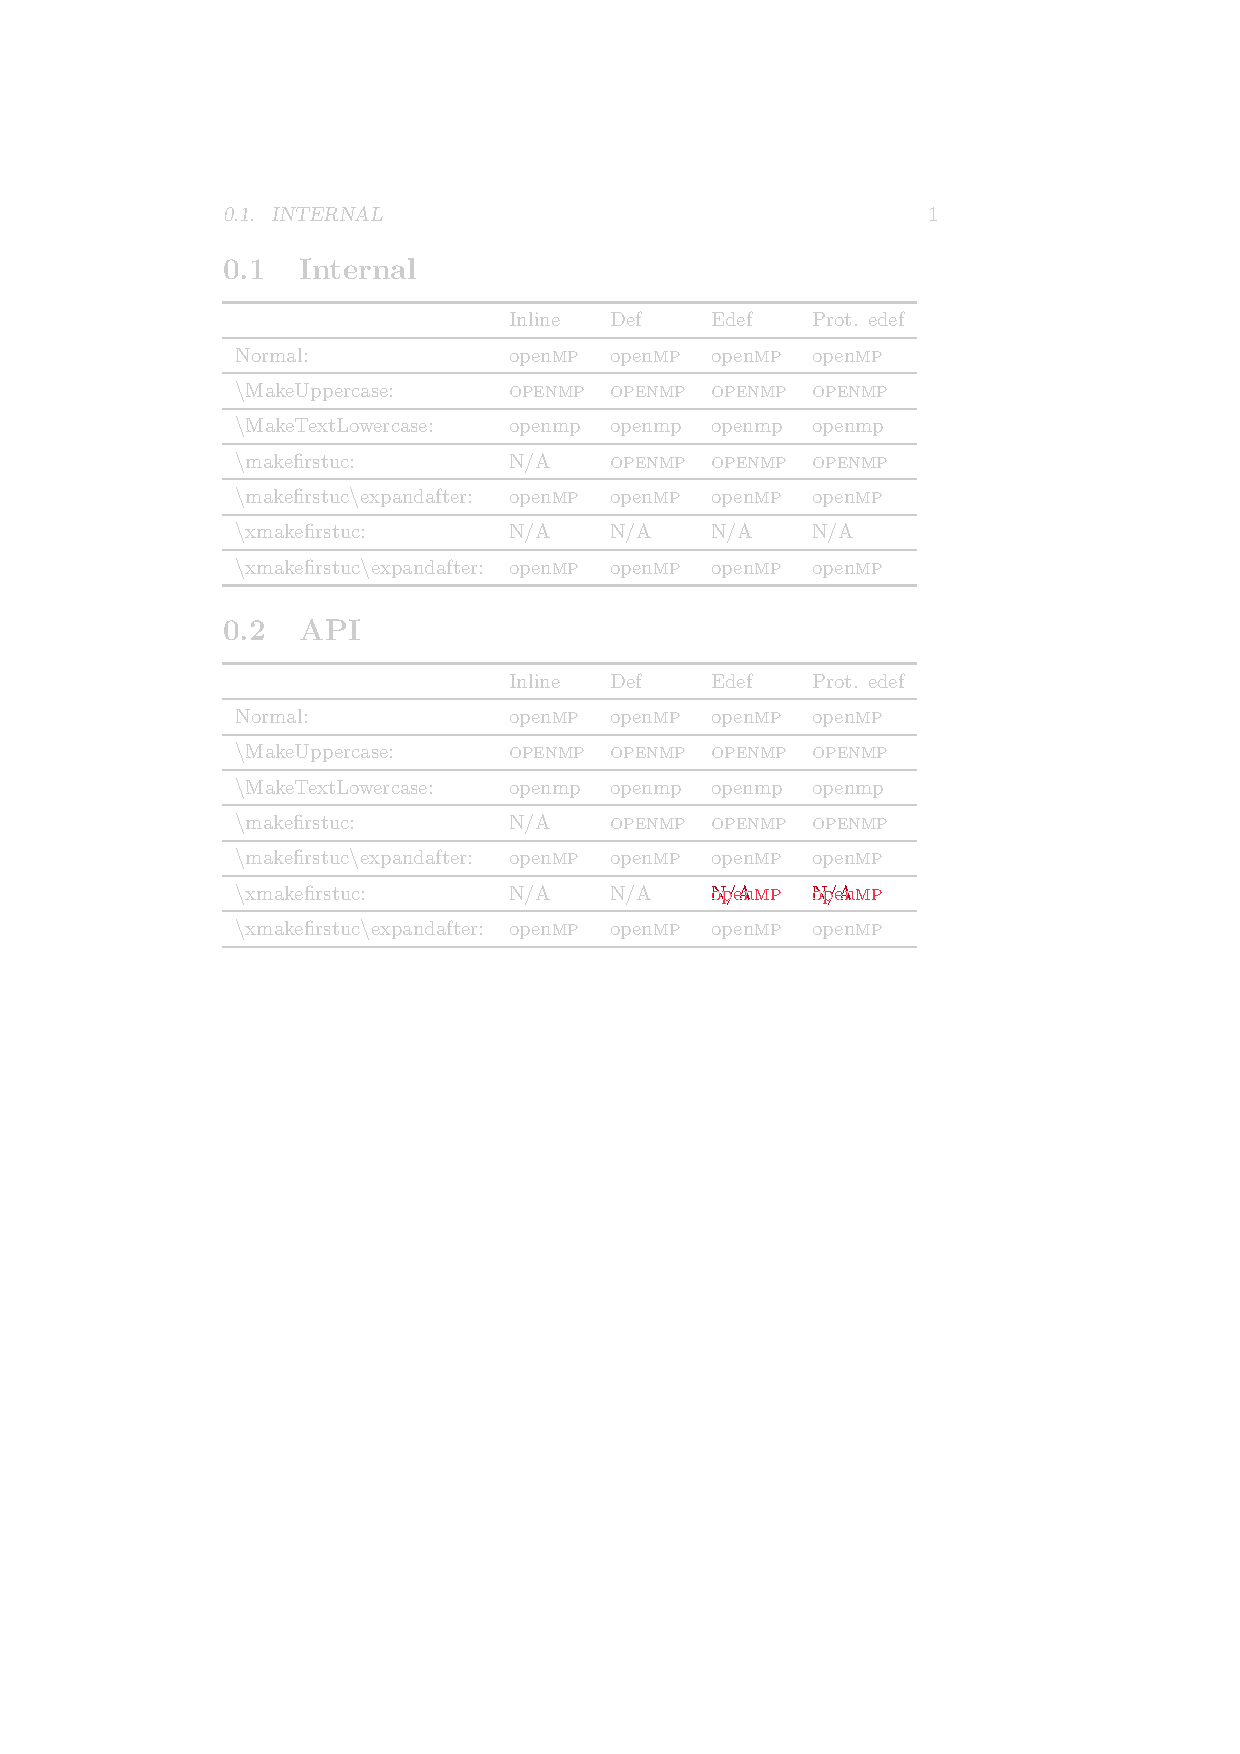 0.1. INTERNAL 1
0.1 Internal
Inline Def Edef Prot. edef
Normal: openMP openMP openMP openMP
\MakeUppercase: OPENMP OPENMP OPENMP OPENMP
\MakeTextLowercase: openmp openmp openmp openmp
\makefirstuc: N/A OPENMP OPENMP OPENMP
\makefirstuc\expandafter: openMP openMP openMP openMP
\xmakefirstuc: N/A N/A N/A N/A
\xmakefirstuc\expandafter: openMP openMP openMP openMP
0.2 API
Inline Def Edef Prot. edef
Normal: openMP openMP openMP openMP
\MakeUppercase: OPENMP OPENMP OPENMP OPENMP
\MakeTextLowercase: openmp openmp openmp openmp
\makefirstuc: N/A OPENMP OPENMP OPENMP
\makefirstuc\expandafter: openMP openMP openMP openMP
\xmakefirstuc: N/A N/A N/A N/A
\xmakefirstuc\expandafter: openMP openMP openMP openMP